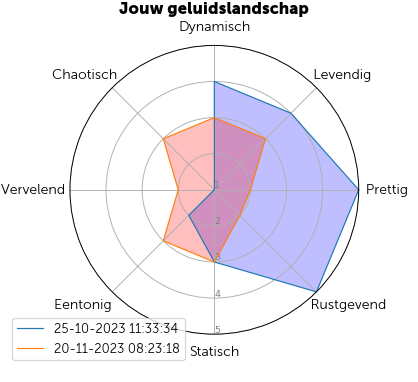 Jouw geluidslandschap
Dynamisch
Chaotisch
Levendig
Vervelend
Prettig
1
2
3
4
5
Eentonig
Rustgevend
Statisch
25-10-2023 11:33:34
20-11-2023 08:23:18